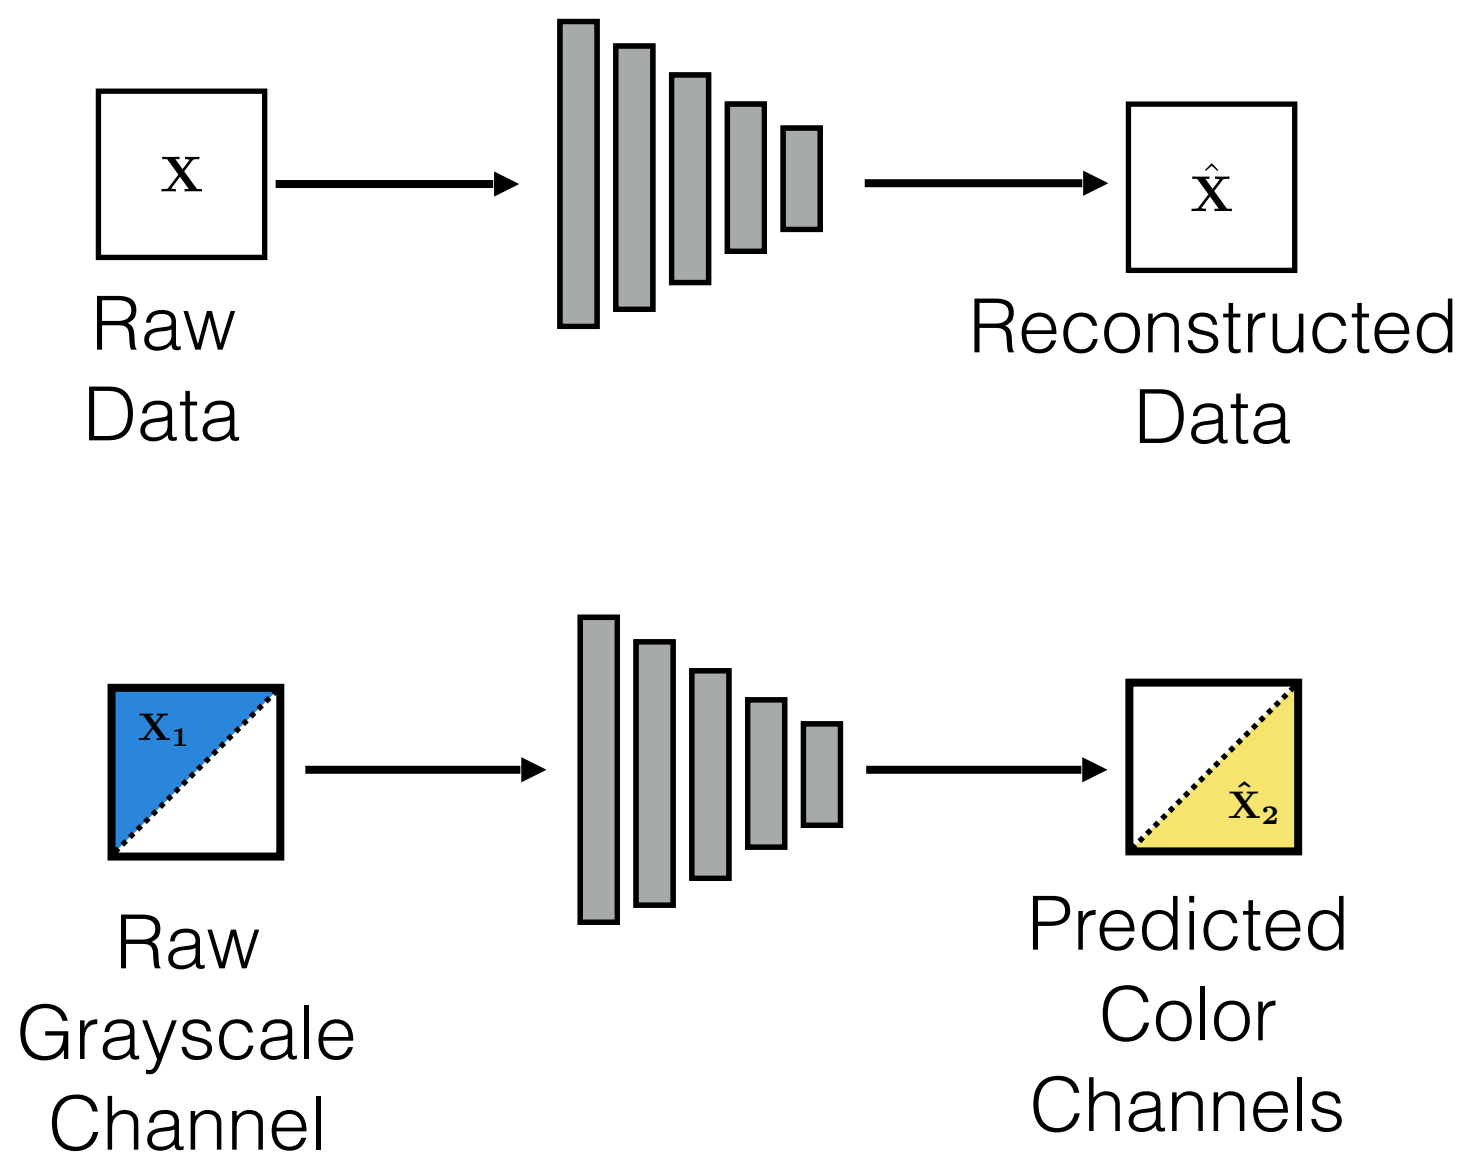 X
X̂
Raw
Data
Reconstructed
Data
X₁
X̂₂
Raw
Grayscale
Channel
Predicted
Color
Channels